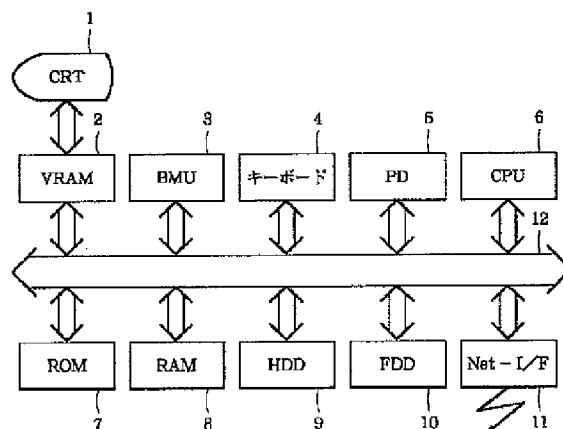 1
CRT
2
3
4
5
6
VRAM
BMU
キーボード
PD
CPU
12
ROM
RAM
HDD
FDD
Net-I/F
7
8
9
10
11